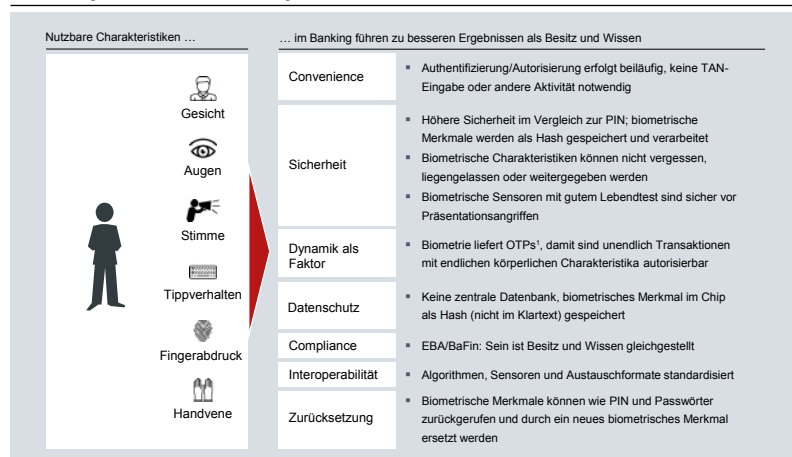 Nutzbare Charakteristiken …
… im Banking führen zu besseren Ergebnissen als Besitz und Wissen
Gesicht
Augen
Stimme
Tippverhalten
Fingerabdruck
Handvene
Convenience
▪ Authentifizierung/Autorisierung erfolgt beiläufig, keine TAN-
Eingabe oder andere Aktivität notwendig
Sicherheit
▪ Höhere Sicherheit im Vergleich zur PIN; biometrische
Merkmale werden als Hash gespeichert und verarbeitet
▪ Biometrische Charakteristiken können nicht vergessen,
liegengelassen oder weitergegeben werden
▪ Biometrische Sensoren mit gutem Lebendtest sind sicher vor
Präsentationsangriffen
Dynamik als
Faktor
▪ Biometrie liefert OTPs¹, damit sind unendlich Transaktionen
mit endlichen körperlichen Charakteristika autorisierbar
Datenschutz
▪ Keine zentrale Datenbank, biometrisches Merkmal im Chip
als Hash (nicht im Klartext) gespeichert
Compliance
▪ EBA/BaFin: Sein ist Besitz und Wissen gleichgestellt
Interoperabilität
▪ Algorithmen, Sensoren und Austauschformate standardisiert
Zurücksetzung
▪ Biometrische Merkmale können wie PIN und Passwörter
zurückgerufen und durch ein neues biometrisches Merkmal
ersetzt werden